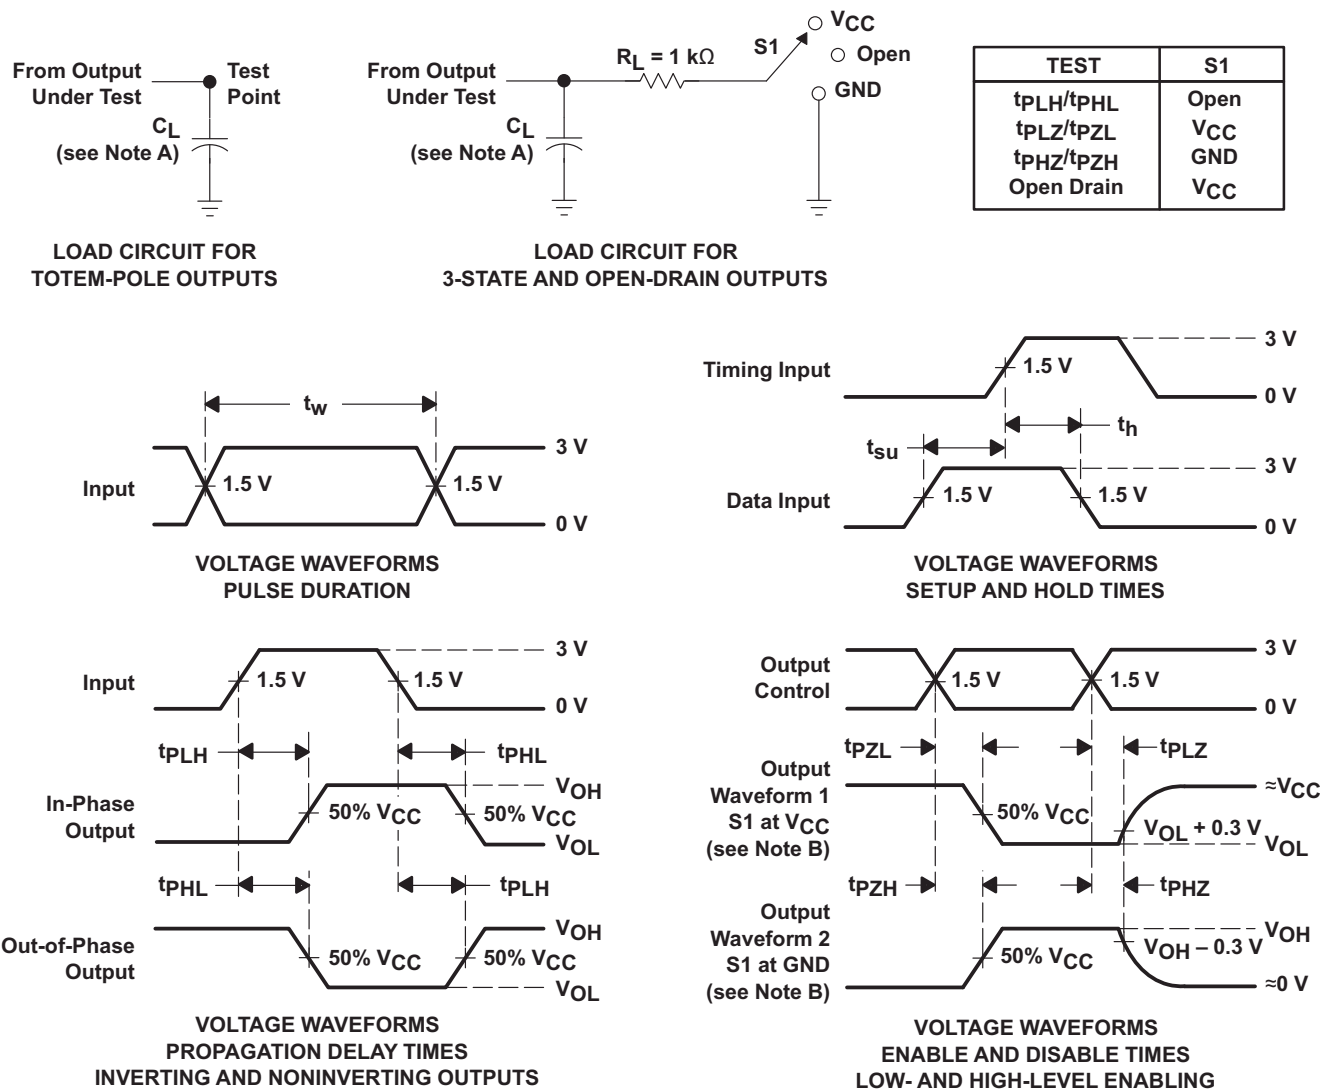 From Output
Under Test
Test
Point
CL
(see Note A)
LOAD CIRCUIT FOR
TOTEM-POLE OUTPUTS
From Output
Under Test
RL = 1 kΩ
S1
VCC
Open
GND
CL
(see Note A)
LOAD CIRCUIT FOR
3-STATE AND OPEN-DRAIN OUTPUTS
TEST S1
tPLH/tPHL Open
tPLZ/tPZL VCC
tPHZ/tPZH GND
Open Drain VCC
tw
Input
1.5 V
1.5 V
3 V
0 V
VOLTAGE WAVEFORMS
PULSE DURATION
Timing Input
1.5 V
3 V
0 V
th
tsu
Data Input
1.5 V
1.5 V
3 V
0 V
VOLTAGE WAVEFORMS
SETUP AND HOLD TIMES
Input
1.5 V
1.5 V
3 V
0 V
tPLH
tPHL
In-Phase
Output
50% VCC
50% VCC
VOH
VOL
tPHL
tPLH
Out-of-Phase
Output
50% VCC
50% VCC
VOH
VOL
VOLTAGE WAVEFORMS
PROPAGATION DELAY TIMES
INVERTING AND NONINVERTING OUTPUTS
Output
Control
1.5 V
1.5 V
3 V
0 V
tPZL
tPLZ
Output
Waveform 1
S1 at VCC
(see Note B)
50% VCC
VOL + 0.3 V
≈VCC
VOL
tPZH
tPHZ
Output
Waveform 2
S1 at GND
(see Note B)
50% VCC
VOH – 0.3 V
VOH
≈0 V
VOLTAGE WAVEFORMS
ENABLE AND DISABLE TIMES
LOW- AND HIGH-LEVEL ENABLING